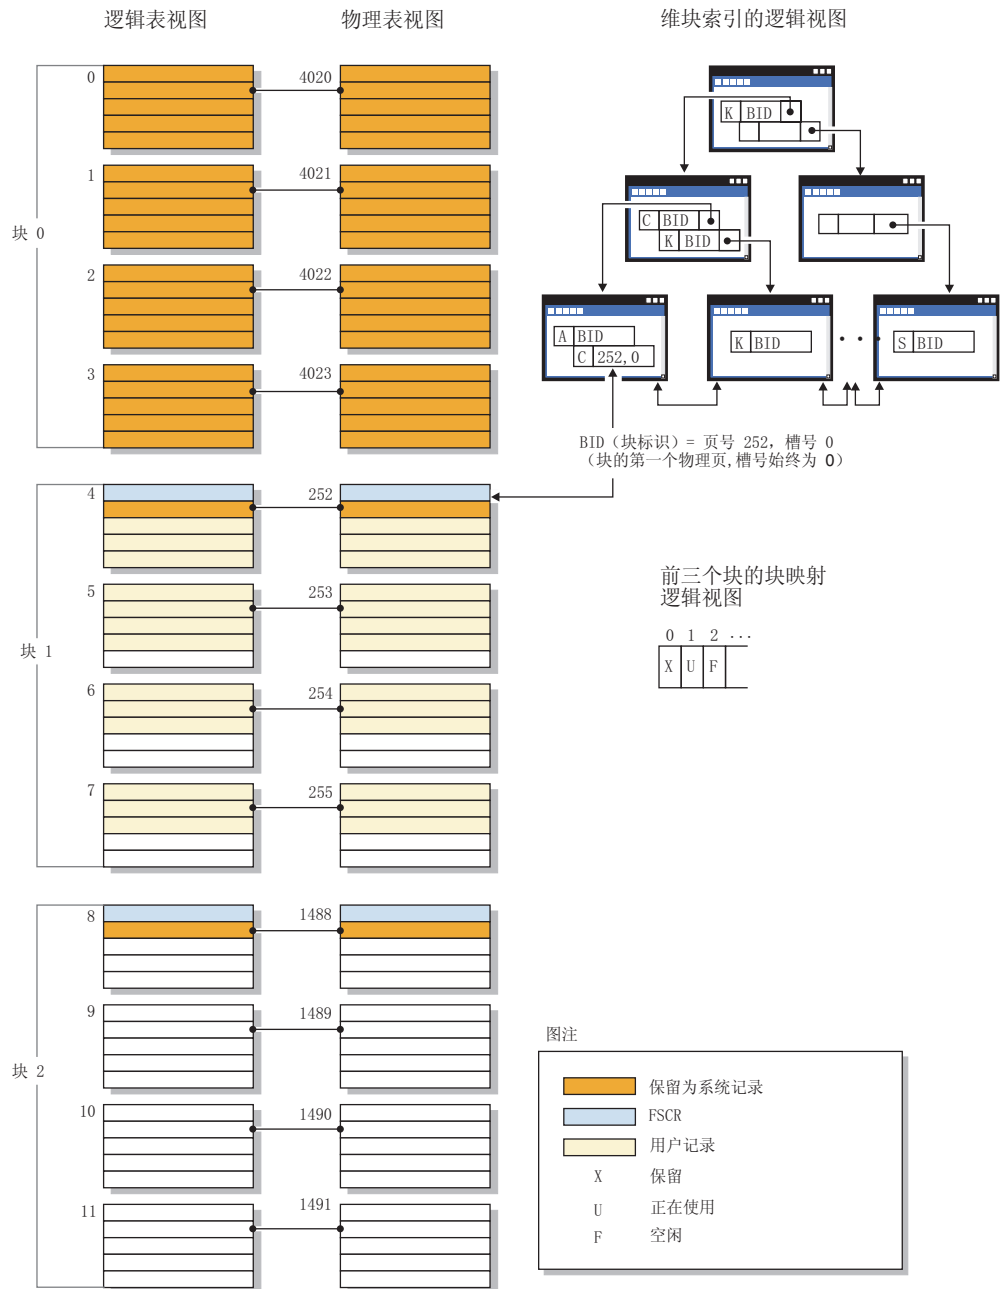 逻辑表视图
物理表视图
维块索引的逻辑视图
0
4020
1
4021
块 0
2
4022
3
4023
K BID
C BID
K BID
A BID
C 252,0
K BID
· · ·
S BID
BID（块标识）= 页号 252，槽号 0
（块的第一个物理页,槽号始终为 0）
4
252
5
253
块 1
6
254
7
255
前三个块的块映射
逻辑视图
0 1 2 ···
X U F
8
1488
9
1489
块 2
10
1490
11
1491
图注
保留为系统记录
FSCR
用户记录
X 保留
U 正在使用
F 空闲